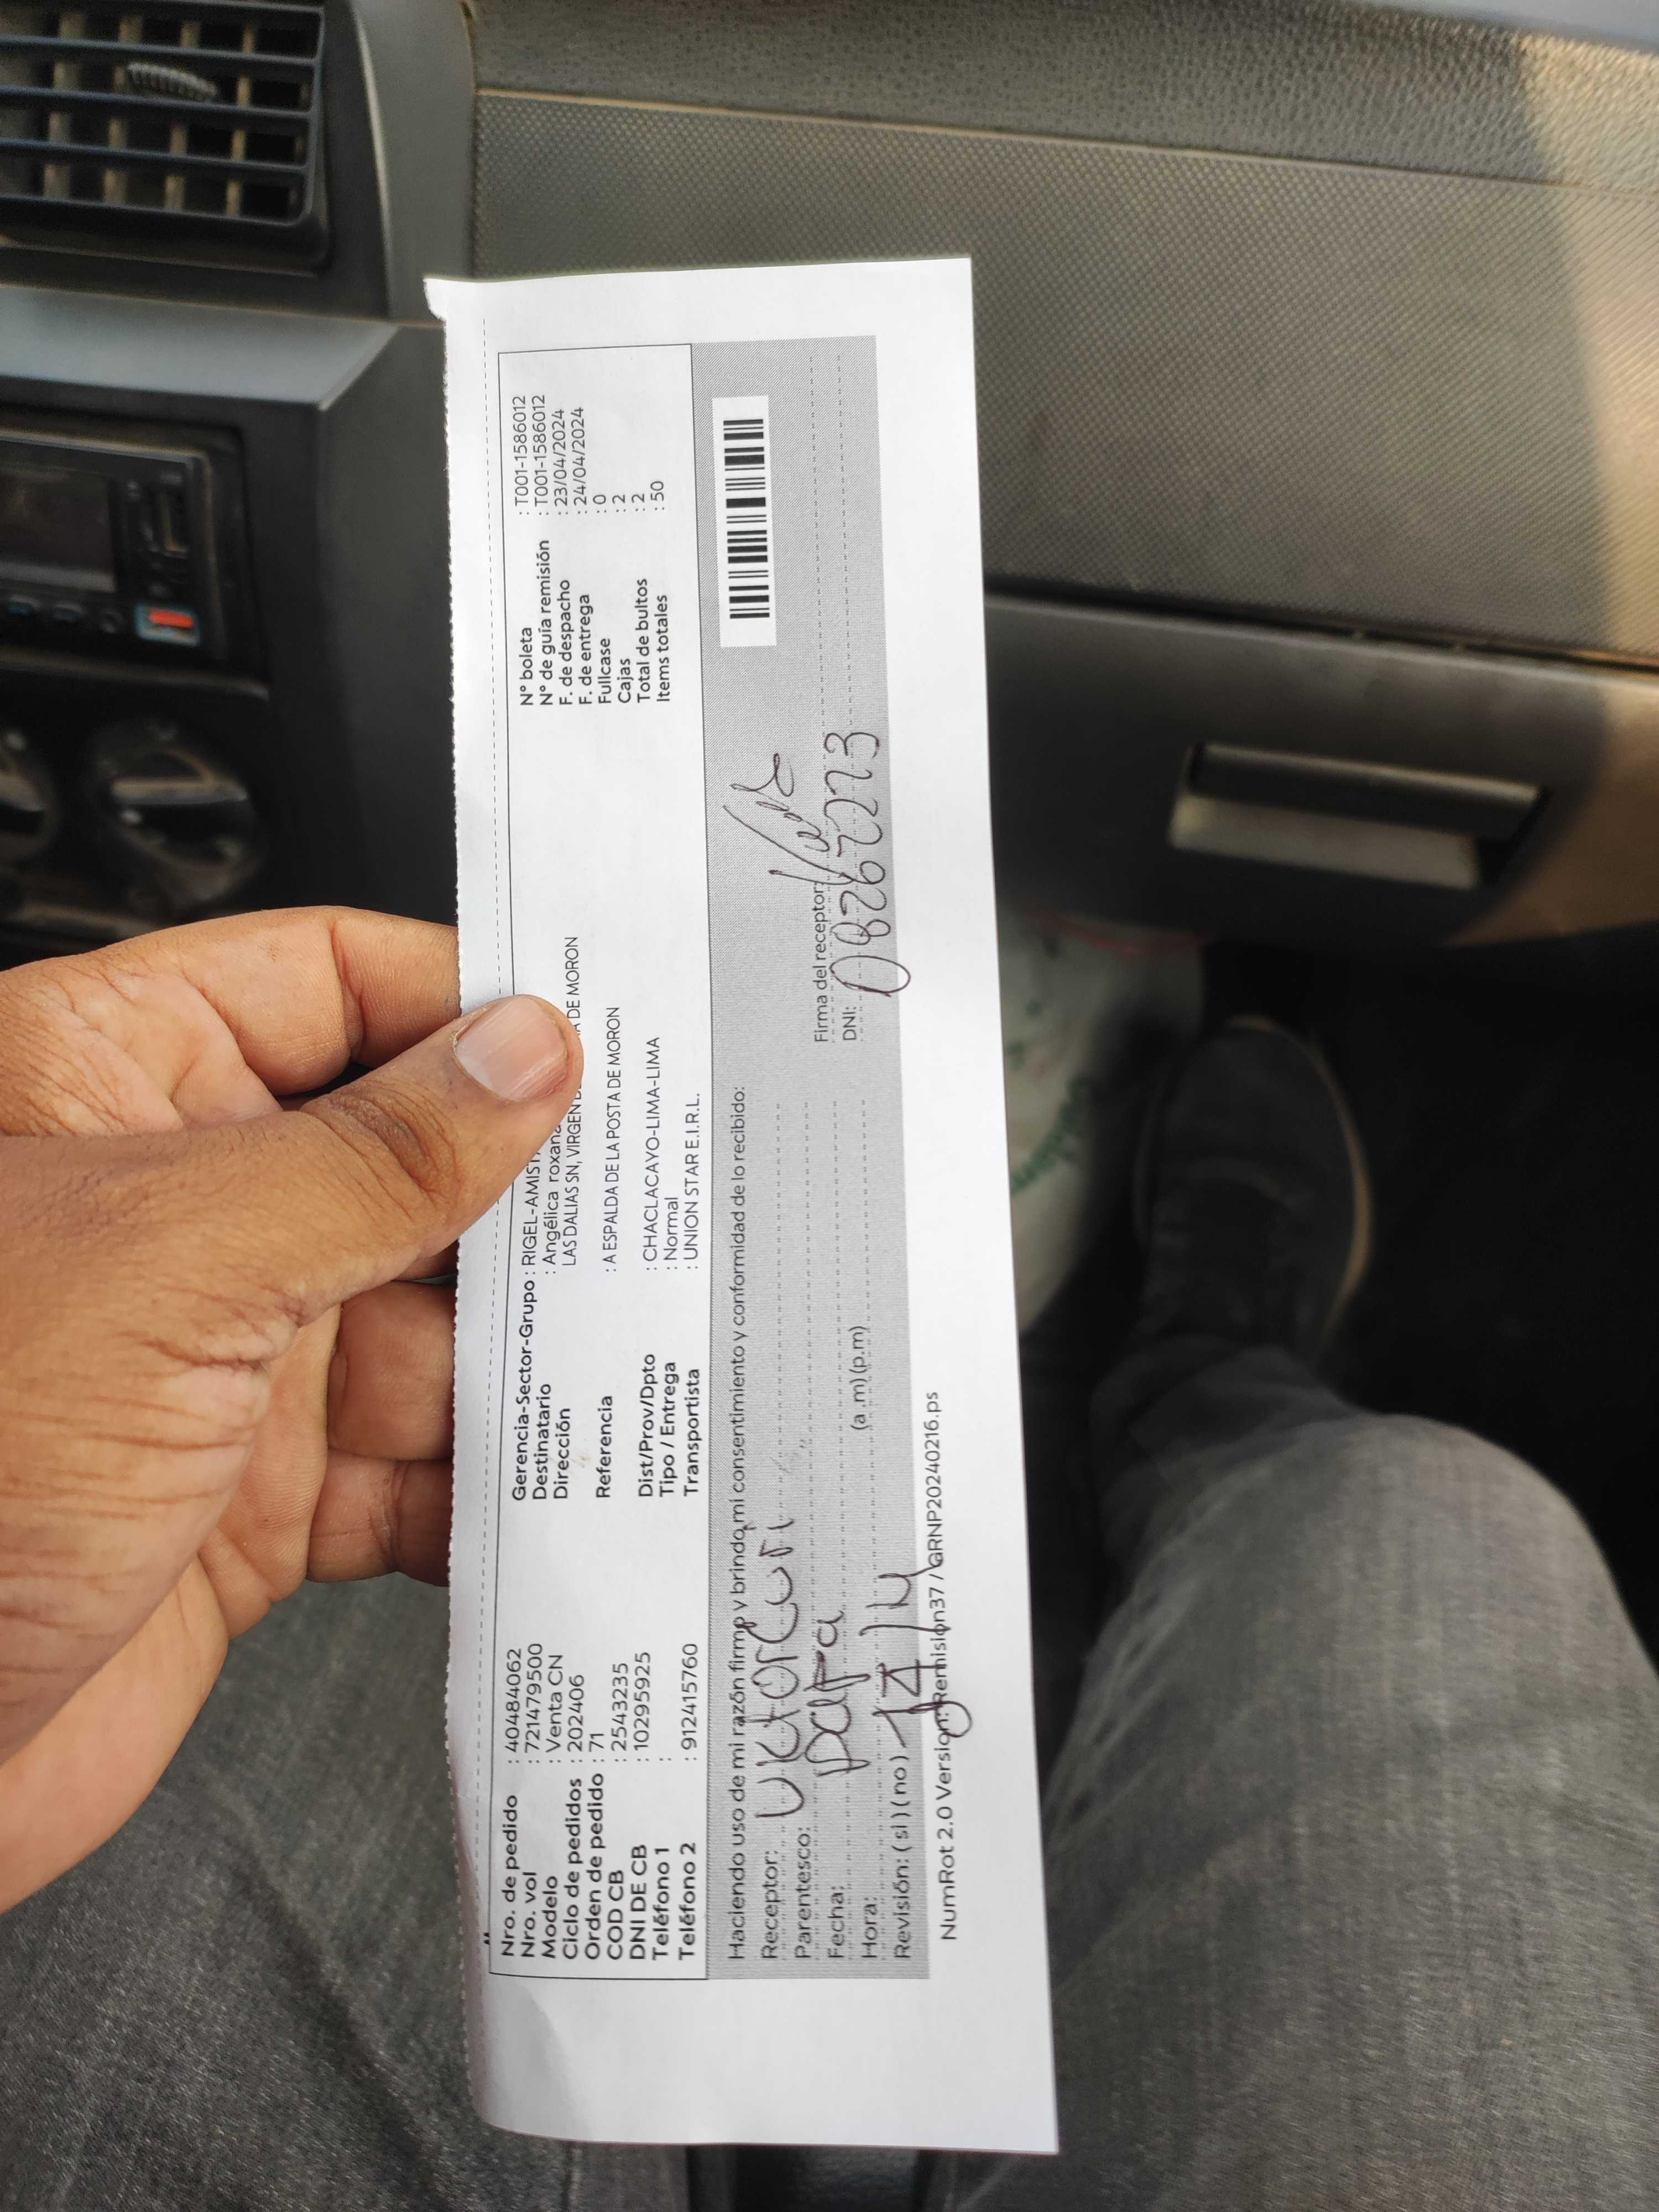 Nro. de pedido : 40484062
Nro. vol : 721479500
Modelo : Venta CN
Ciclo de pedidos : 202406
Orden de pedido : 71
COD CB : 2543235
DNI DE CB : 10295925
Teléfono 1 :
Teléfono 2 : 912415760
Gerencia-Sector-Grupo : RIGEL-AMIST
Destinatario : Angélica roxana
Dirección LAS DALIAS SN, VIRGEN DE MORON
Referencia : A ESPALDA DE LA POSTA DE MORON
Dist/Prov/Dpto : CHACLACAYO-LIMA-LIMA
Tipo / Entrega : Normal
Transportista : UNION STAR E.I.R.L.
N° boleta : T001-1586012
N° de guía remisión : T001-1586012
F. de despacho : 23/04/2024
F. de entrega : 24/04/2024
Fullcase : 0
Cajas : 2
Total de bultos : 2
Items totales : 50
Haciendo uso de mi razón firmo y brindo mi consentimiento y conformidad de lo recibido:
Receptor: Victor Curi
Parentesco:
Fecha:
Hora: (a.m) (p.m)
Revisión: ( sí ) ( no )
Firma del receptor:
DNI: 08267223
NumRot 2.0 Version: Remision37 / GRNP20240216.ps